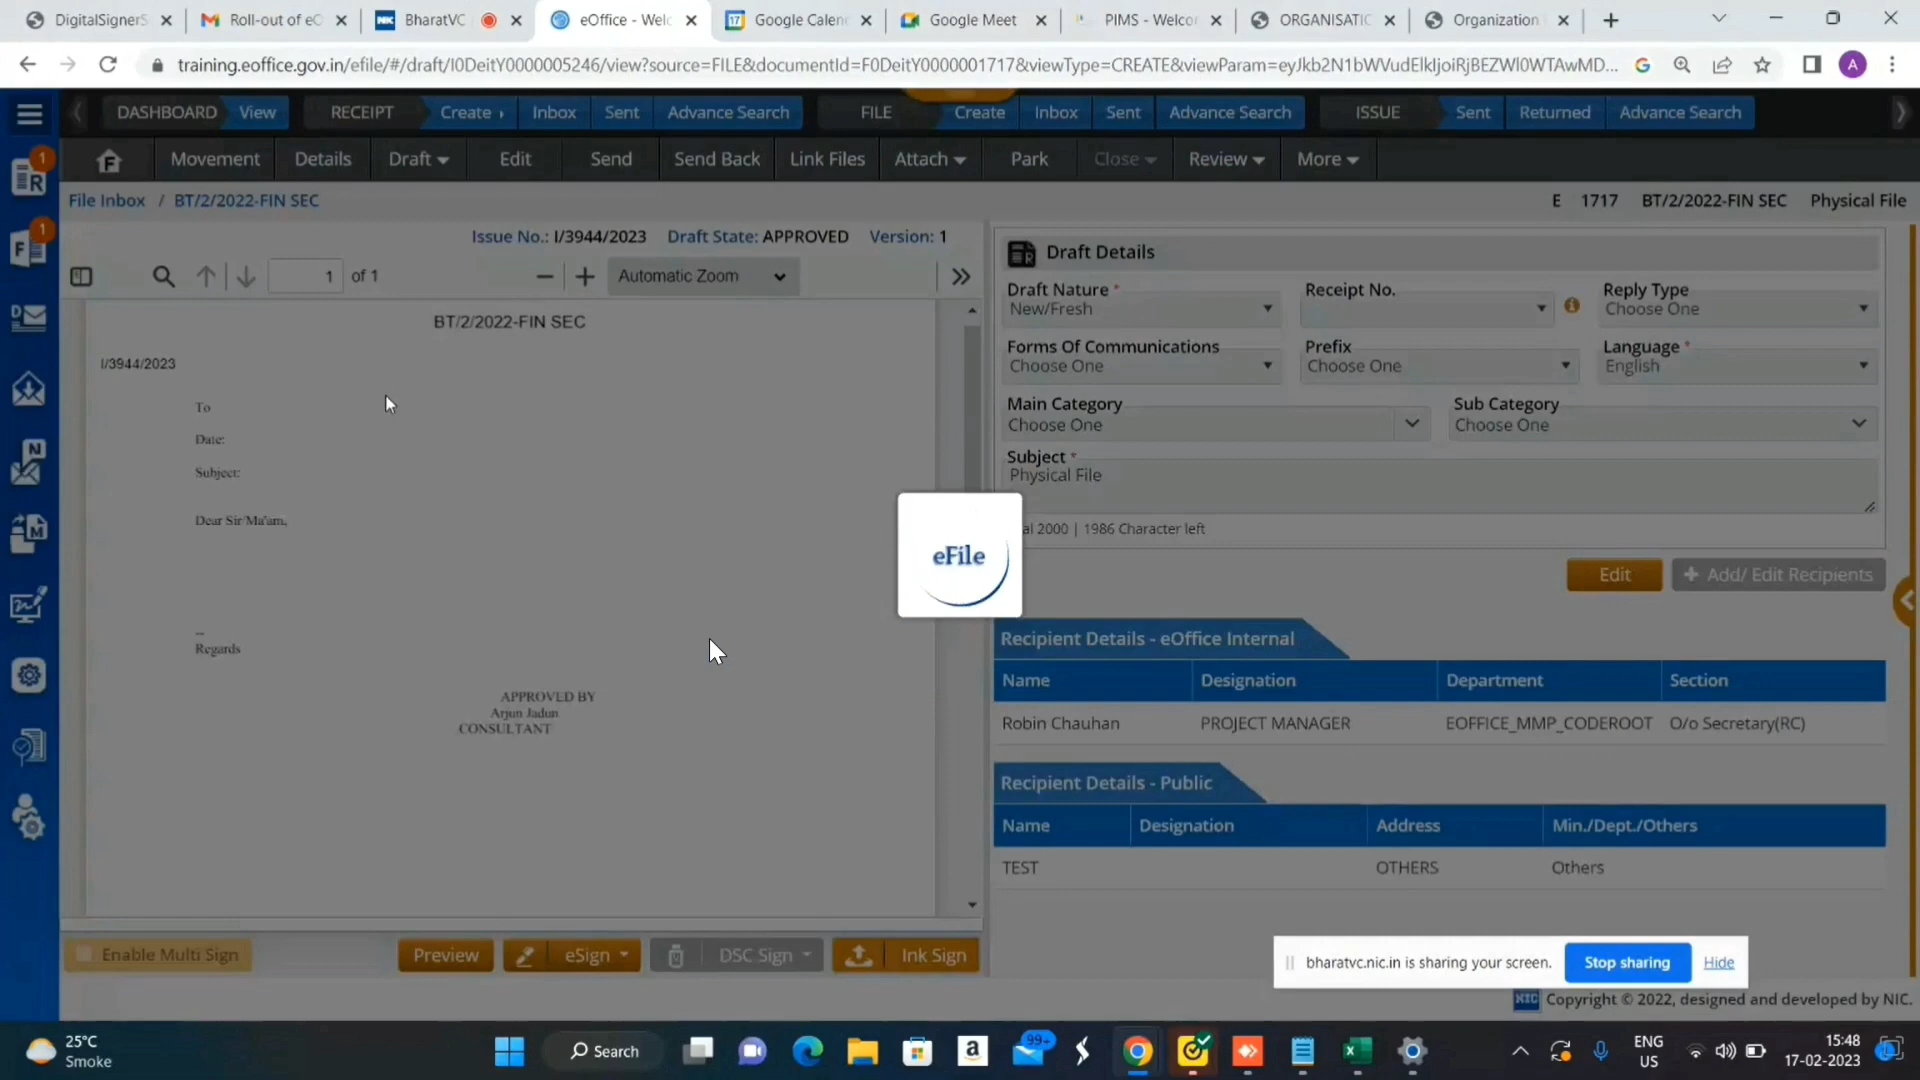 DigitalSignerS
Roll-out of eO
BharatVC
eOffice - Welc
Google Calen
Google Meet
PIMS - Welco
ORGANISATIO
Organization
training.eoffice.gov.in/efile/#/draft/I0DeitY0000005246/view?source=FILE&documentId=F0DeitY0000001717&viewType=CREATE&viewParam=eyJkb2N1bWVudElkIjoiRjBEZWl0WTAwMD...
A
DASHBOARD View RECEIPT Create Inbox Sent Advance Search FILE Create Inbox Sent Advance Search ISSUE Sent Returned Advance Search
Movement Details Draft Edit Send Send Back Link Files Attach Park Close Review More
File Inbox / BT/2/2022-FIN SEC
E 1717 BT/2/2022-FIN SEC Physical File
Issue No.: I/3944/2023 Draft State: APPROVED Version: 1
1 of 1
Automatic Zoom
BT/2/2022-FIN SEC
I/3944/2023
To
Date:
Subject:
Dear Sir/Ma'am,
--
Regards
APPROVED BY
Arjun Jadun
CONSULTANT
Enable Multi Sign
Preview
eSign
DSC Sign
Ink Sign
Draft Details
Draft Nature *
New/Fresh
Receipt No.
Reply Type
Choose One
Forms Of Communications
Choose One
Prefix
Choose One
Language *
English
Main Category
Choose One
Sub Category
Choose One
Subject *
Physical File
al 2000 | 1986 Character left
eFile
Edit
+ Add/ Edit Recipients
Recipient Details - eOffice Internal
Name Designation Department Section
Robin Chauhan PROJECT MANAGER EOFFICE_MMP_CODEROOT O/o Secretary(RC)
Recipient Details - Public
Name Designation Address Min./Dept./Others
TEST OTHERS Others
bharatvc.nic.in is sharing your screen.
Stop sharing
Hide
NIC Copyright © 2022, designed and developed by NIC.
25°C
Smoke
Search
99+
ENG
US
15:48
17-02-2023